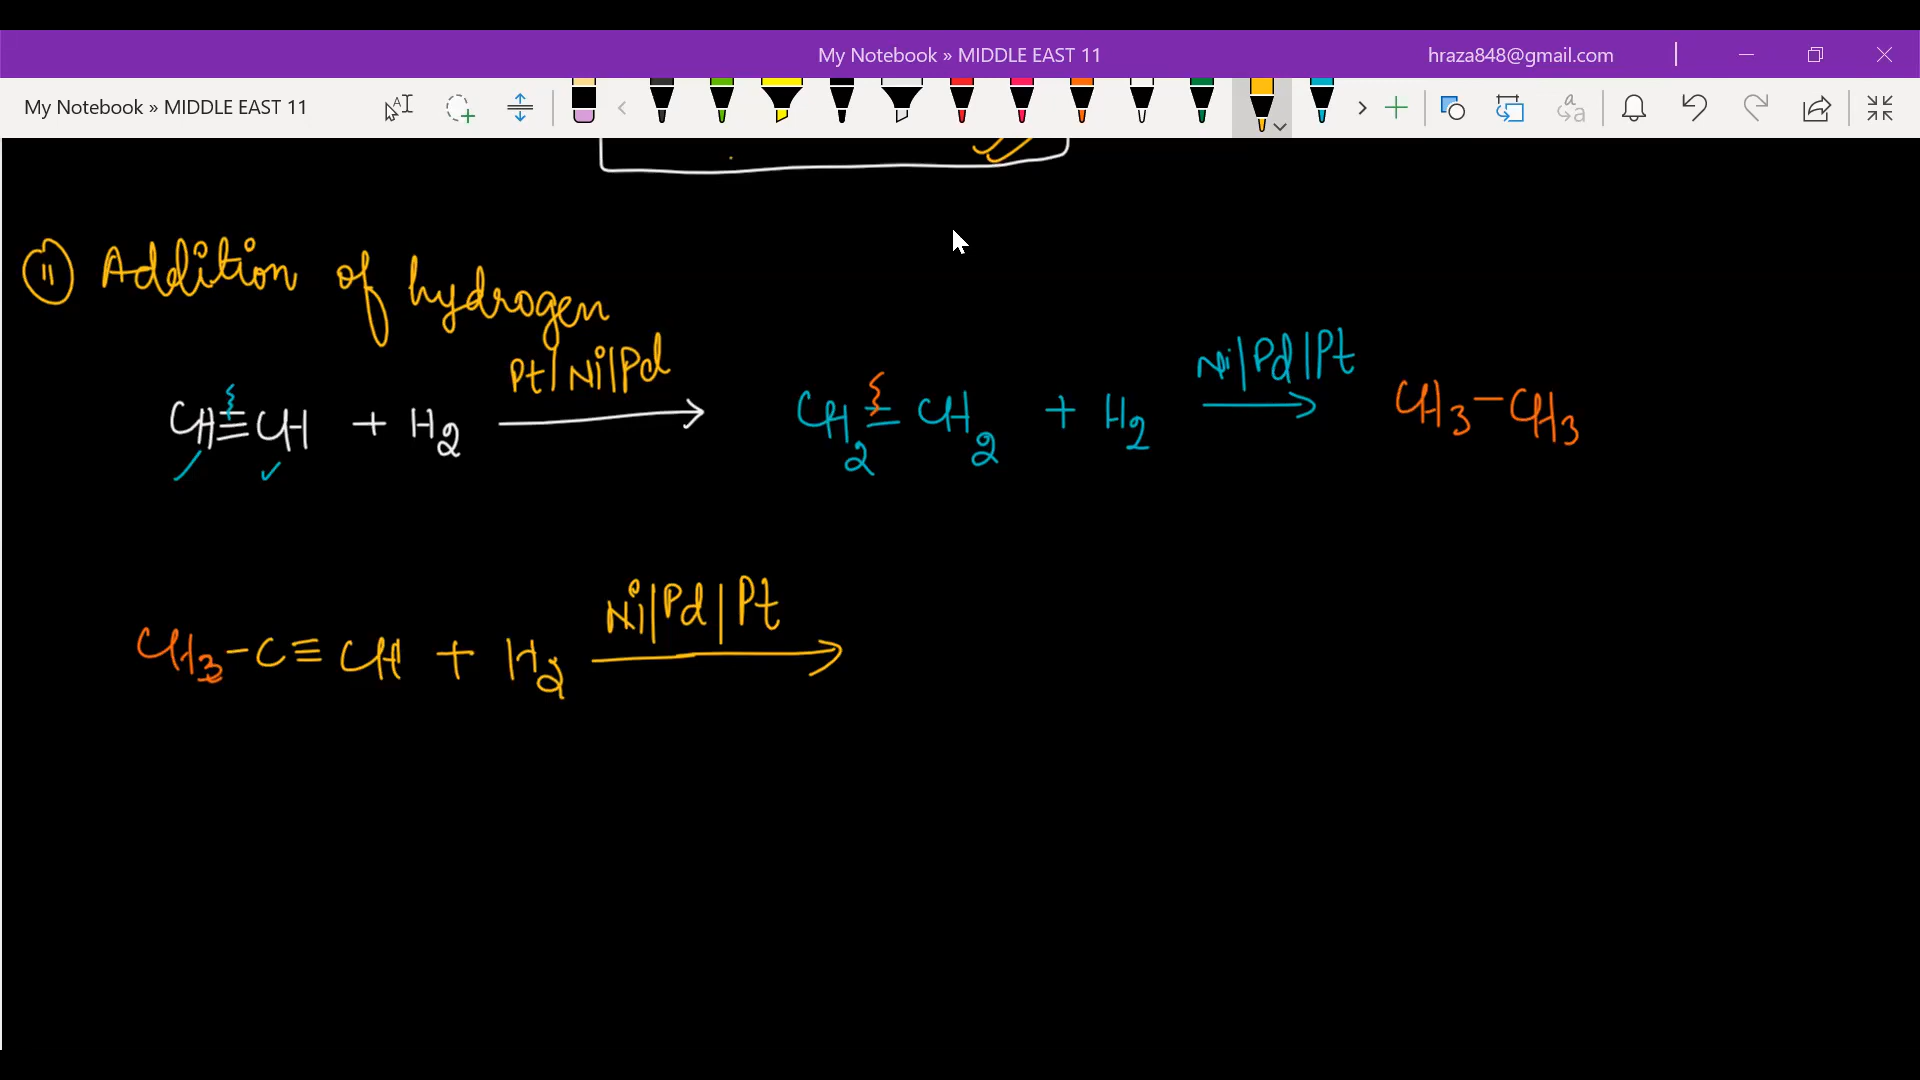 My Notebook » MIDDLE EAST 11
hraza848@gmail.com
My Notebook » MIDDLE EAST 11
(ii) Addition of hydrogen
CH≡CH + H2 Pt/Ni/Pd → CH2=CH2 + H2 Ni|Pd|Pt → CH3-CH3
CH3-C≡CH + H2 Ni|Pd|Pt →